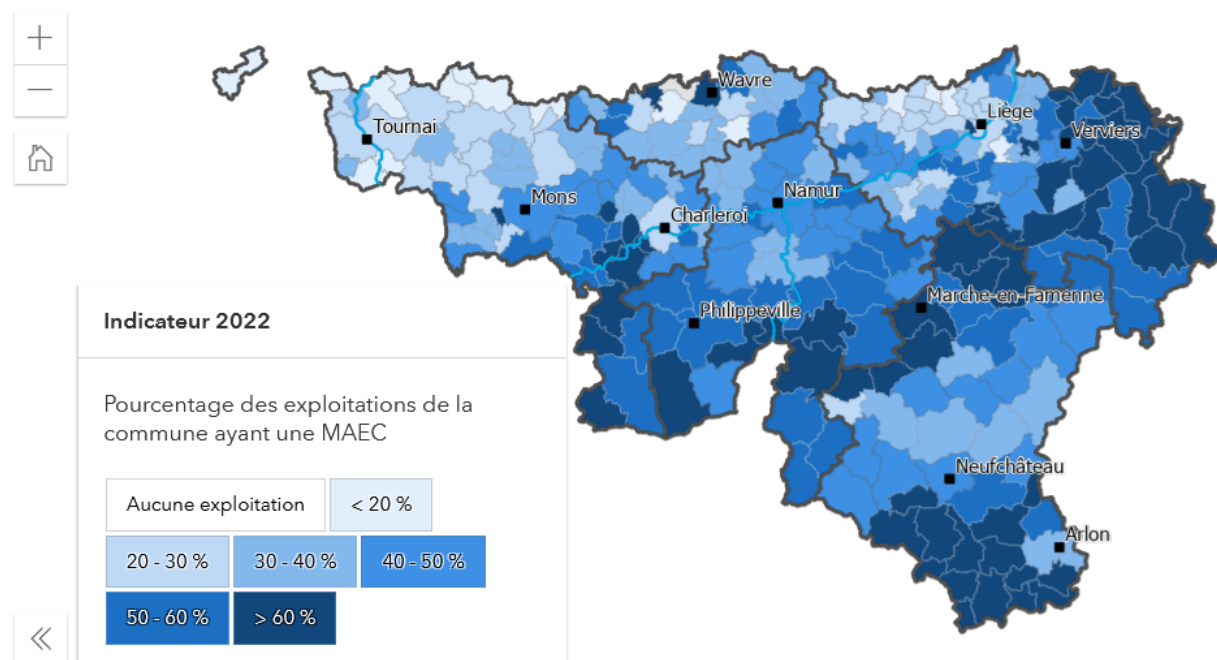 Wavre
Liège
Tournai
Verviers
Mons
Namur
Charleroi
Marche-en-Famenne
Philippeville
Indicateur 2022
Pourcentage des exploitations de la
commune ayant une MAEC
Neufchâteau
Aucune exploitation < 20 %
Arlon
20 - 30 % 30 - 40 % 40 - 50 %
50 - 60 % > 60 %